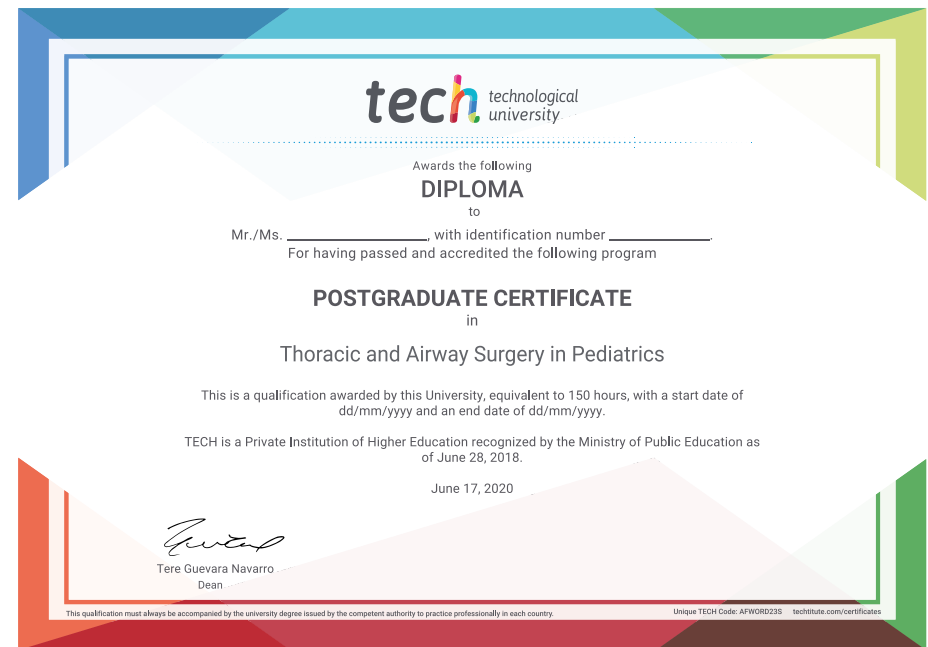 tech technological
university
Awards the following
DIPLOMA
to
Mr./Ms. ____________________, with identification number ______________.
For having passed and accredited the following program
POSTGRADUATE CERTIFICATE
in
Thoracic and Airway Surgery in Pediatrics
This is a qualification awarded by this University, equivalent to 150 hours, with a start date of
dd/mm/yyyy and an end date of dd/mm/yyyy.
TECH is a Private Institution of Higher Education recognized by the Ministry of Public Education as
of June 28, 2018.
June 17, 2020
Tere Guevara Navarro
Dean
This qualification must always be accompanied by the university degree issued by the competent authority to practice professionally in each country.
Unique TECH Code: AFWORD23S techtitute.com/certificates